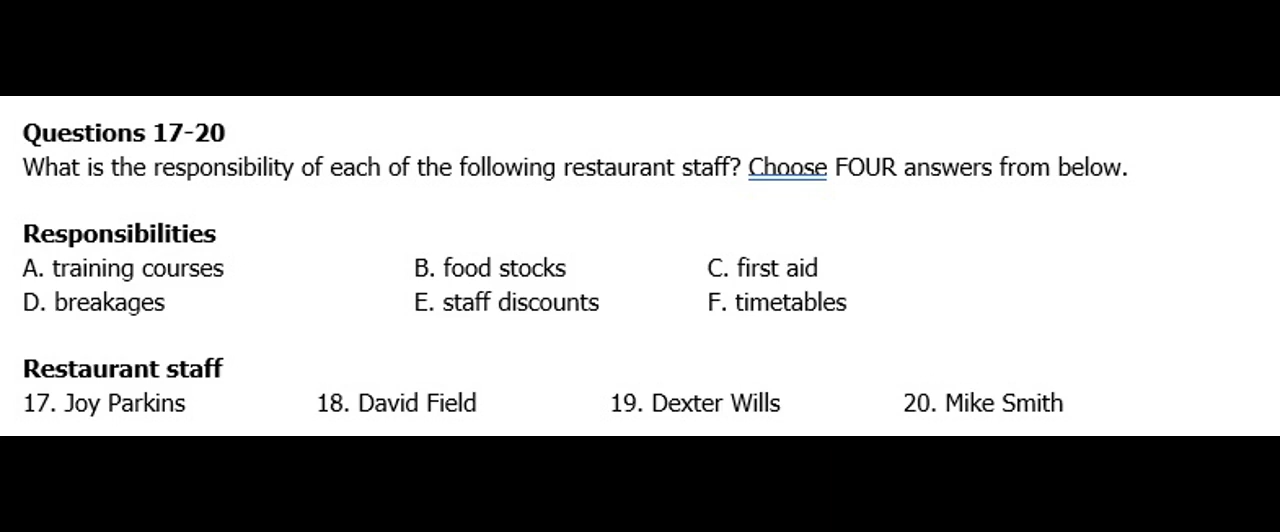 Questions 17-20
What is the responsibility of each of the following restaurant staff? Choose FOUR answers from below.
Responsibilities
A. training courses B. food stocks C. first aid
D. breakages E. staff discounts F. timetables
Restaurant staff
17. Joy Parkins 18. David Field 19. Dexter Wills 20. Mike Smith